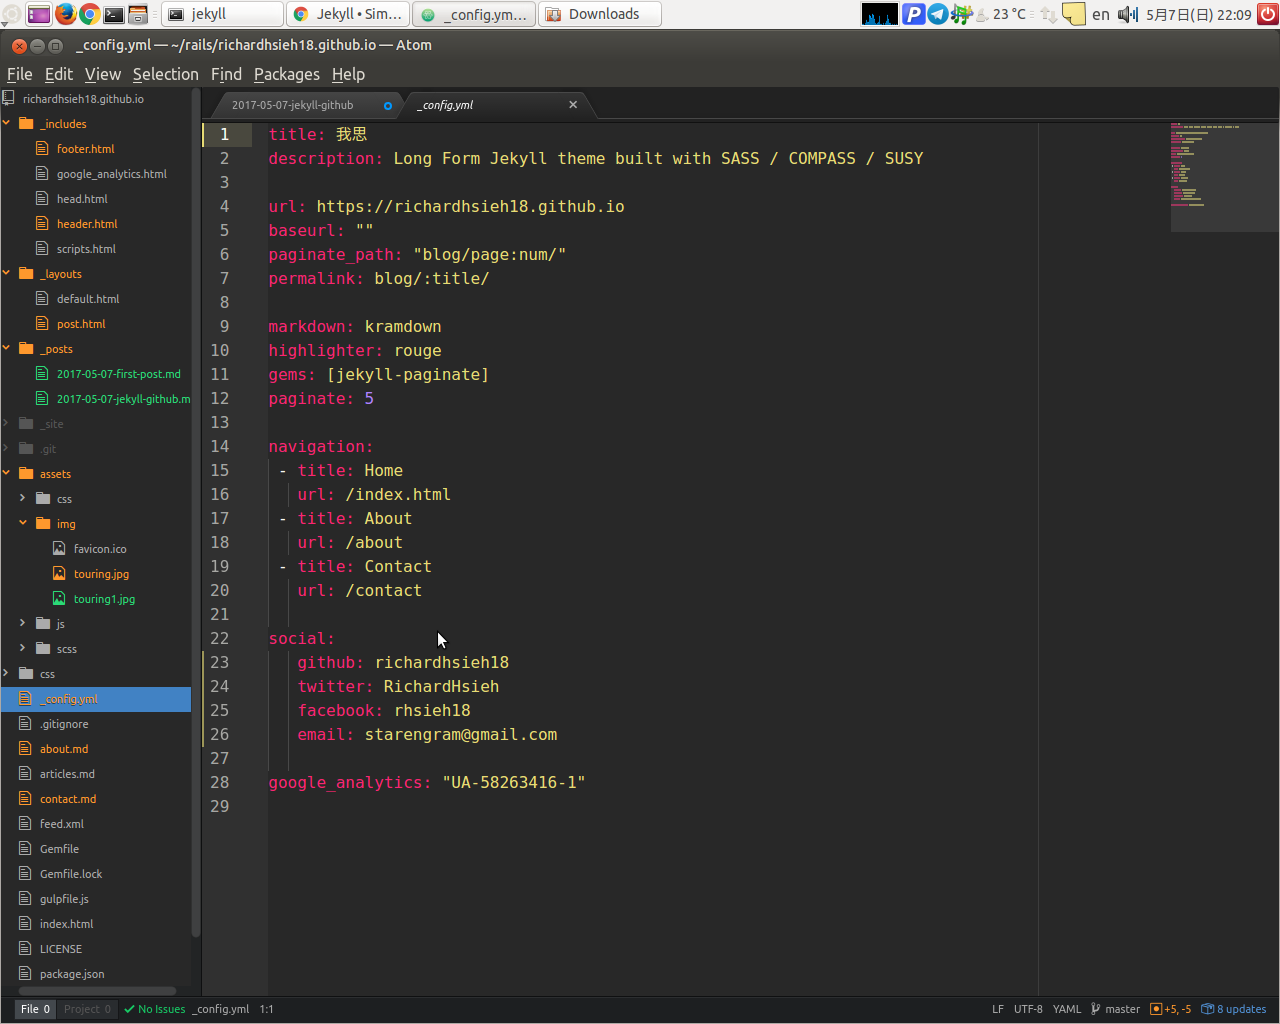 jekyll
Jekyll • Sim...
_config.ym...
Downloads
23 °C
en
5月7日(日) 22:09
_config.yml — ~/rails/richardhsieh18.github.io — Atom
File Edit View Selection Find Packages Help
richardhsieh18.github.io
_includes
footer.html
google_analytics.html
head.html
header.html
scripts.html
_layouts
default.html
post.html
_posts
2017-05-07-first-post.md
2017-05-07-jekyll-github.m
_site
.git
assets
css
img
favicon.ico
touring.jpg
touring1.jpg
js
scss
css
_config.yml
.gitignore
about.md
articles.md
contact.md
feed.xml
Gemfile
Gemfile.lock
gulpfile.js
index.html
LICENSE
package.json
2017-05-07-jekyll-github
_config.yml
1 title: 我思
2 description: Long Form Jekyll theme built with SASS / COMPASS / SUSY
3
4 url: https://richardhsieh18.github.io
5 baseurl: ""
6 paginate_path: "blog/page:num/"
7 permalink: blog/:title/
8
9 markdown: kramdown
10 highlighter: rouge
11 gems: [jekyll-paginate]
12 paginate: 5
13
14 navigation:
15 - title: Home
16 url: /index.html
17 - title: About
18 url: /about
19 - title: Contact
20 url: /contact
21
22 social:
23 github: richardhsieh18
24 twitter: RichardHsieh
25 facebook: rhsieh18
26 email: starengram@gmail.com
27
28 google_analytics: "UA-58263416-1"
29
File 0 Project 0 No Issues _config.yml 1:1
LF UTF-8 YAML master +5, -5 8 updates